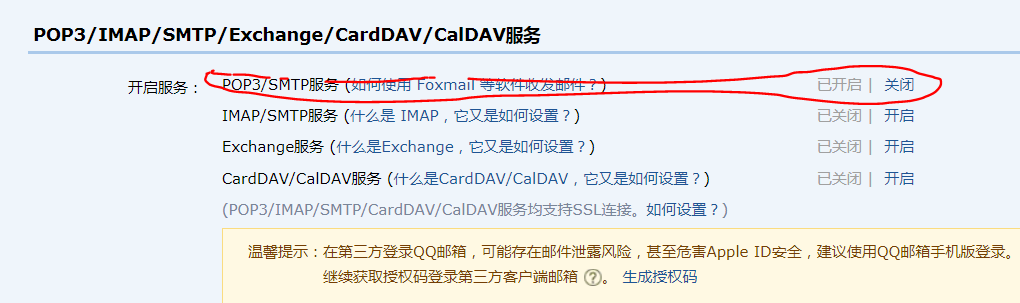 POP3/IMAP/SMTP/Exchange/CardDAV/CalDAV服务
开启服务： POP3/SMTP服务 (如何使用 Foxmail 等软件收发邮件？) 已开启 | 关闭
IMAP/SMTP服务 (什么是 IMAP，它又是如何设置？) 已关闭 | 开启
Exchange服务 (什么是Exchange，它又是如何设置？) 已关闭 | 开启
CardDAV/CalDAV服务 (什么是CardDAV/CalDAV，它又是如何设置？) 已关闭 | 开启
(POP3/IMAP/SMTP/CardDAV/CalDAV服务均支持SSL连接。如何设置？)
温馨提示：在第三方登录QQ邮箱，可能存在邮件泄露风险，甚至危害Apple ID安全，建议使用QQ邮箱手机版登录。
继续获取授权码登录第三方客户端邮箱 ? 。 生成授权码